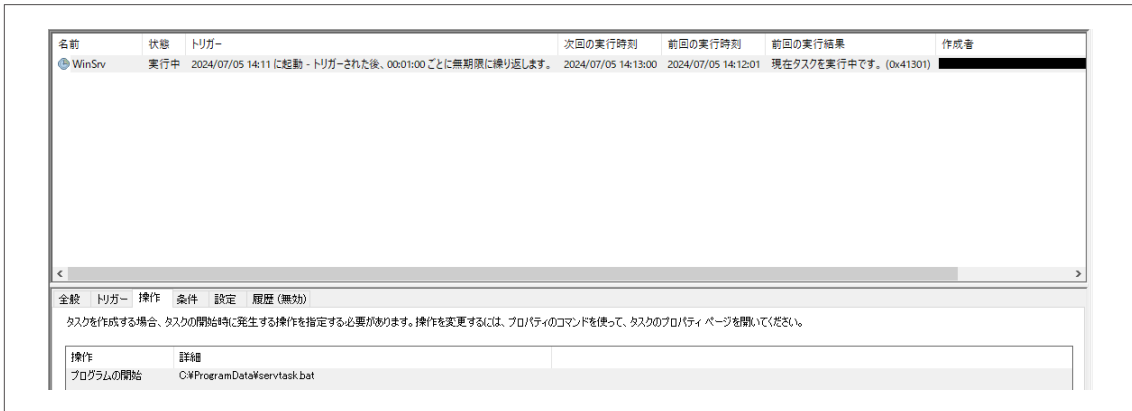 名前 状態 トリガー 次回の実行時刻 前回の実行時刻 前回の実行結果 作成者
WinSrv 実行中 2024/07/05 14:11 に起動 - トリガーされた後、00:01:00 ごとに無期限に繰り返します。 2024/07/05 14:13:00 2024/07/05 14:12:01 現在タスクを実行中です。(0x41301)
全般 トリガー 操作 条件 設定 履歴 (無効)
タスクを作成する場合、タスクの開始時に発生する操作を指定する必要があります。操作を変更するには、プロパティのコマンドを使って、タスクのプロパティ ページを開いてください。
操作 詳細
プログラムの開始 C:¥ProgramData¥servtask.bat